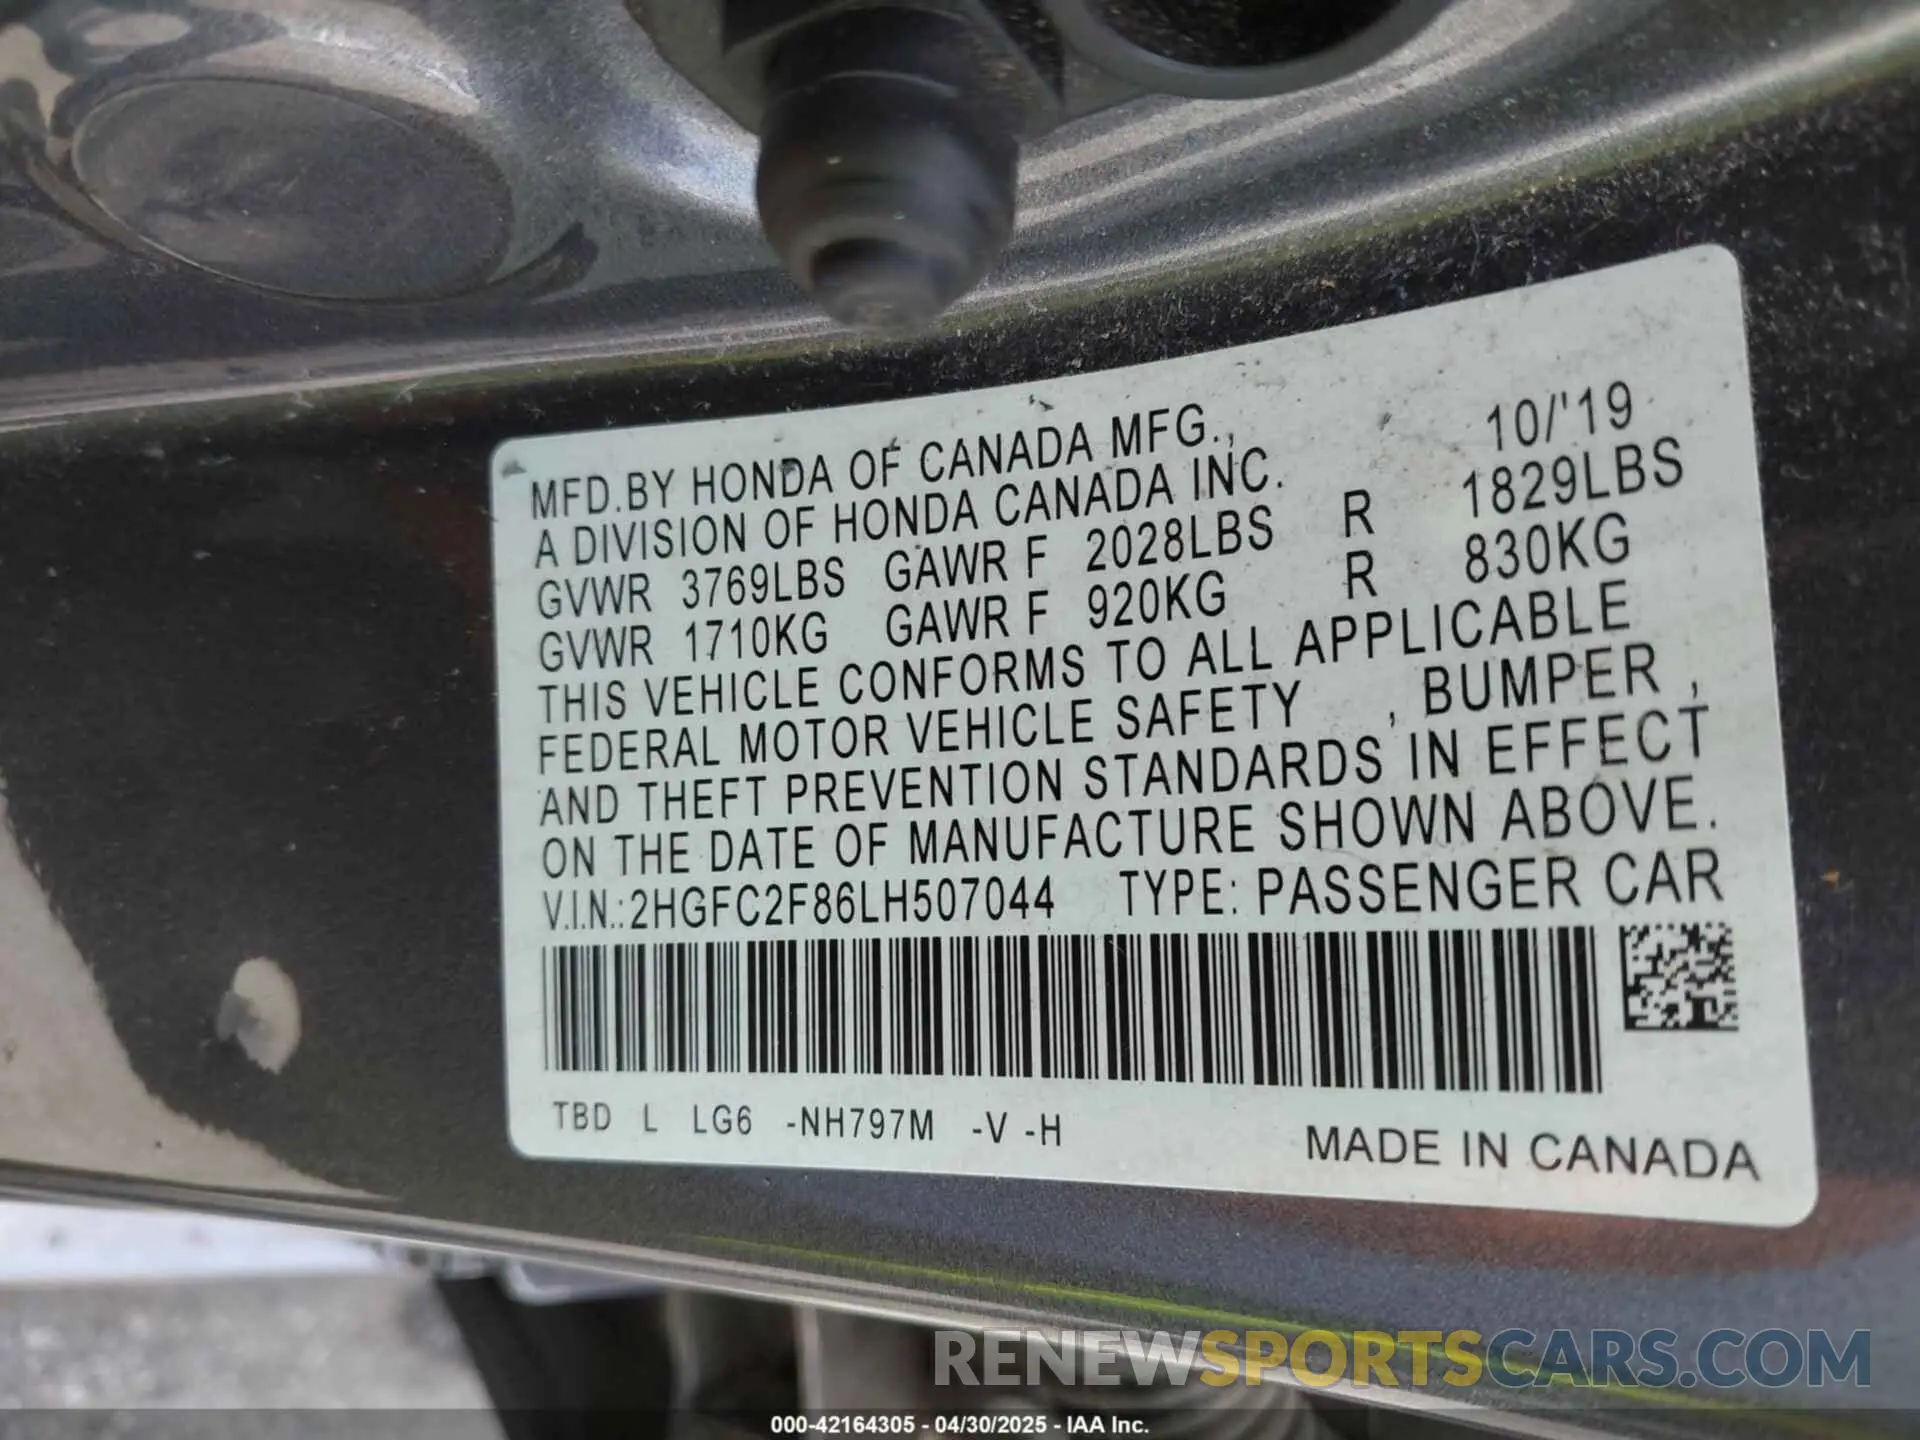 MFD.BY HONDA OF CANADA MFG., 10/'19
A DIVISION OF HONDA CANADA INC.
GVWR 3769LBS GAWR F 2028LBS R 1829LBS
GVWR 1710KG GAWR F 920KG R 830KG
THIS VEHICLE CONFORMS TO ALL APPLICABLE
FEDERAL MOTOR VEHICLE SAFETY , BUMPER ,
AND THEFT PREVENTION STANDARDS IN EFFECT
ON THE DATE OF MANUFACTURE SHOWN ABOVE.
V.I.N.:2HGFC2F86LH507044 TYPE: PASSENGER CAR
TBD L LG6 -NH797M -V -H
MADE IN CANADA
RENEWSPORTSCARS.COM
000-42164305 - 04/30/2025 - IAA Inc.